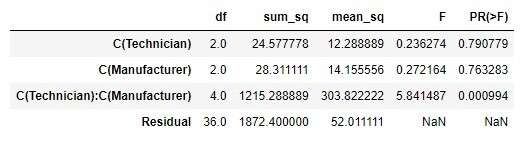 df sum_sq mean_sq F PR(>F)
C(Technician) 2.0 24.577778 12.288889 0.236274 0.790779
C(Manufacturer) 2.0 28.311111 14.155556 0.272164 0.763283
C(Technician):C(Manufacturer) 4.0 1215.288889 303.822222 5.841487 0.000994
Residual 36.0 1872.400000 52.011111 NaN NaN